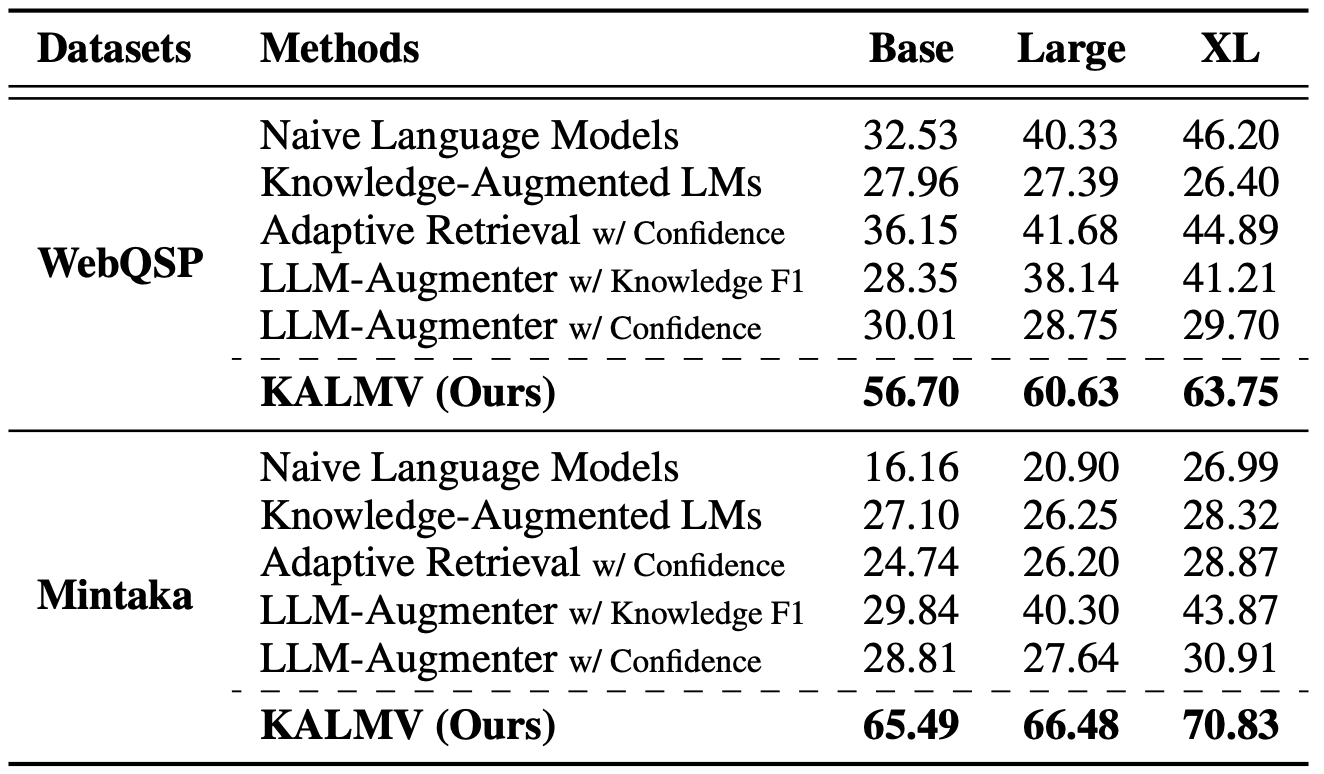 Datasets Methods Base Large XL
Naive Language Models 32.53 40.33 46.20
Knowledge-Augmented LMs 27.96 27.39 26.40
Adaptive Retrieval w/ Confidence 36.15 41.68 44.89
WebQSP
LLM-Augmenter w/ Knowledge F1 28.35 38.14 41.21
LLM-Augmenter w/ Confidence 30.01 28.75 29.70
KALMV (Ours) 56.70 60.63 63.75
Naive Language Models 16.16 20.90 26.99
Knowledge-Augmented LMs 27.10 26.25 28.32
Adaptive Retrieval w/ Confidence 24.74 26.20 28.87
Mintaka
LLM-Augmenter w/ Knowledge F1 29.84 40.30 43.87
LLM-Augmenter w/ Confidence 28.81 27.64 30.91
KALMV (Ours) 65.49 66.48 70.83